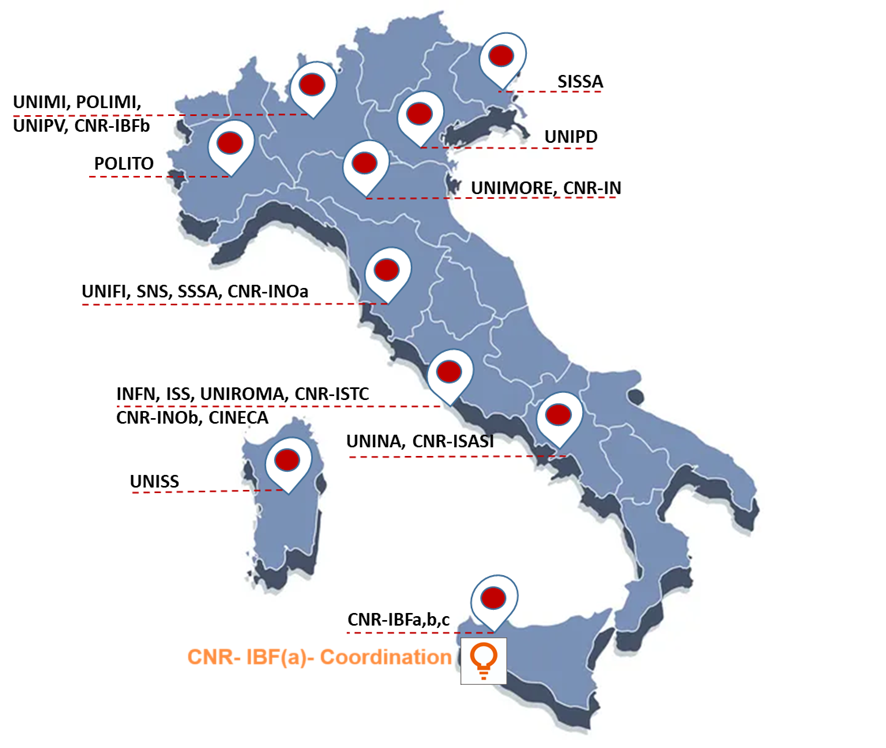 SISSA
UNIMI, POLIMI,
UNIPV, CNR-IBFb
UNIPD
POLITO
UNIMORE, CNR-IN
UNIFI, SNS, SSSA, CNR-INOa
INFN, ISS, UNIROMA, CNR-ISTC
CNR-INOb, CINECA
UNINA, CNR-ISASI
UNISS
CNR-IBFa,b,c
CNR- IBF(a)- Coordination